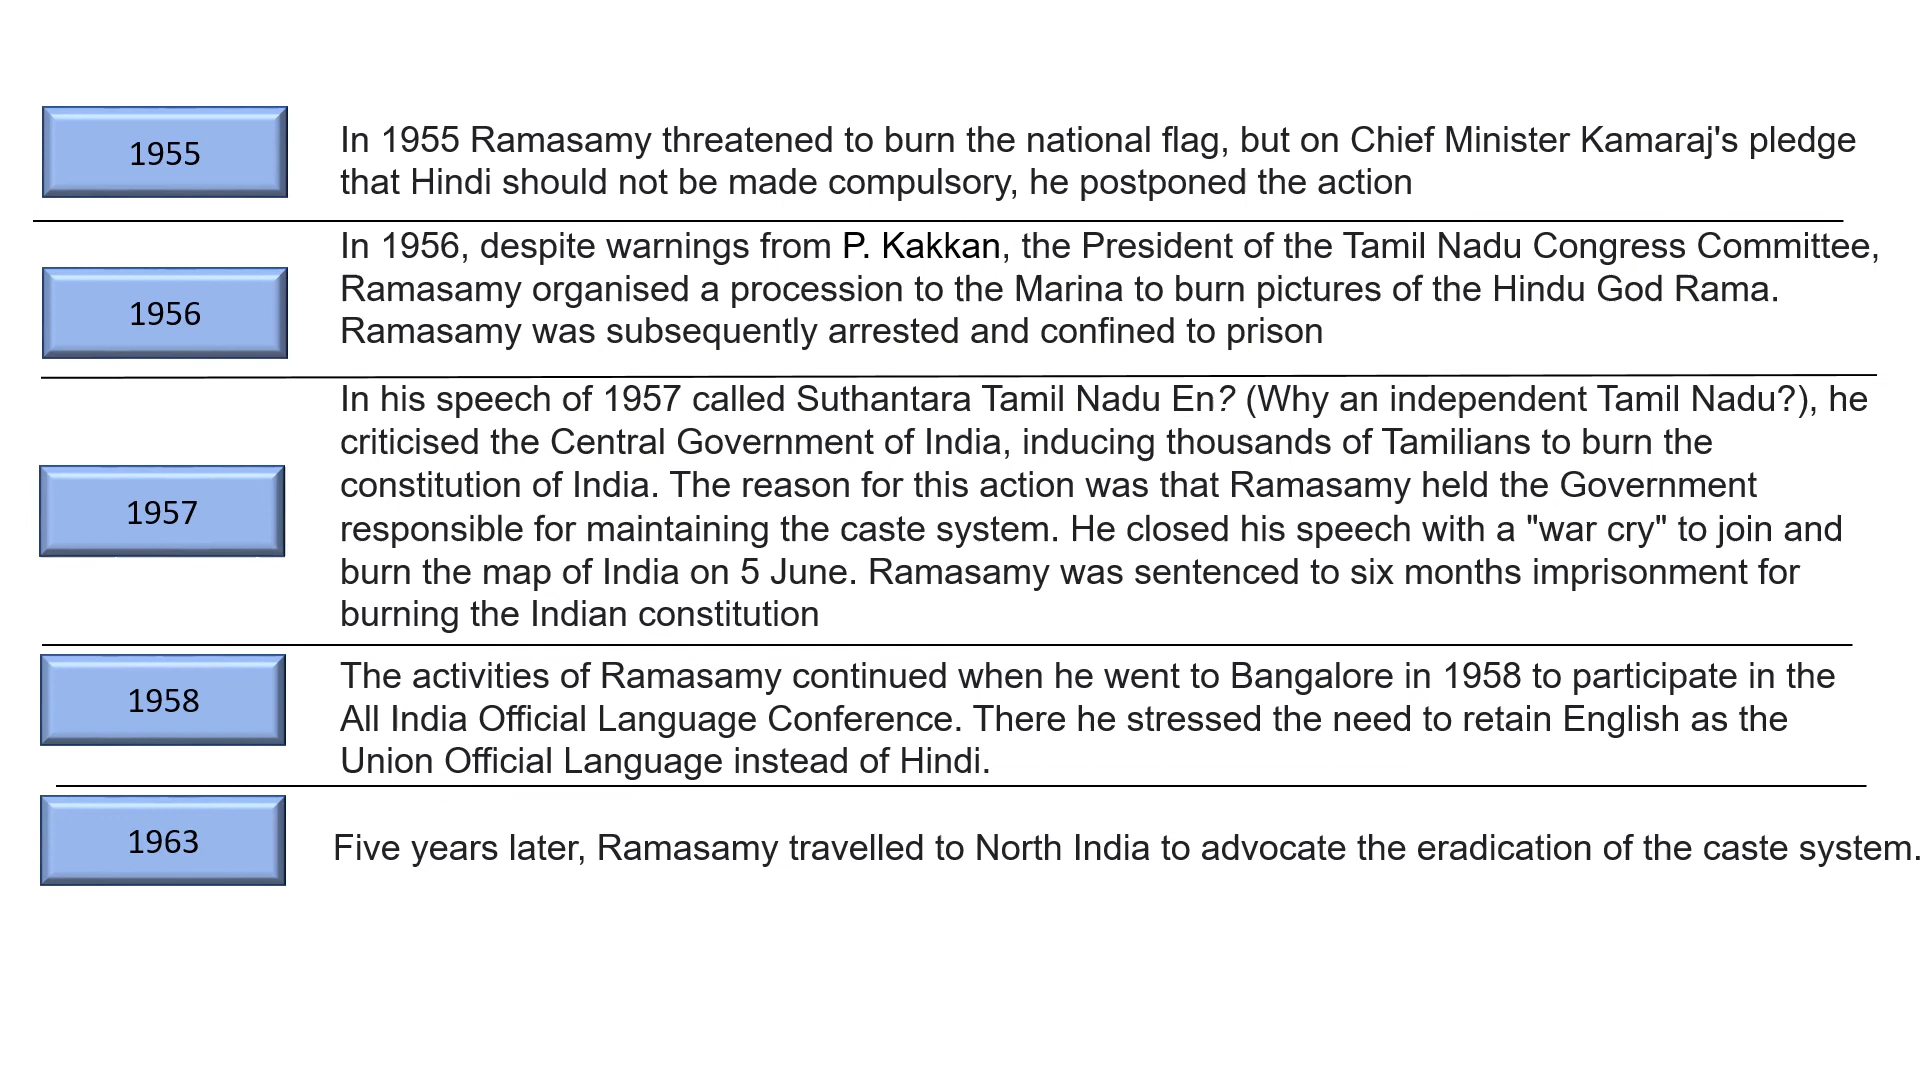 1955
In 1955 Ramasamy threatened to burn the national flag, but on Chief Minister Kamaraj's pledge
that Hindi should not be made compulsory, he postponed the action
1956
In 1956, despite warnings from P. Kakkan, the President of the Tamil Nadu Congress Committee,
Ramasamy organised a procession to the Marina to burn pictures of the Hindu God Rama.
Ramasamy was subsequently arrested and confined to prison
1957
In his speech of 1957 called Suthantara Tamil Nadu En? (Why an independent Tamil Nadu?), he
criticised the Central Government of India, inducing thousands of Tamilians to burn the
constitution of India. The reason for this action was that Ramasamy held the Government
responsible for maintaining the caste system. He closed his speech with a "war cry" to join and
burn the map of India on 5 June. Ramasamy was sentenced to six months imprisonment for
burning the Indian constitution
1958
The activities of Ramasamy continued when he went to Bangalore in 1958 to participate in the
All India Official Language Conference. There he stressed the need to retain English as the
Union Official Language instead of Hindi.
1963
Five years later, Ramasamy travelled to North India to advocate the eradication of the caste system.